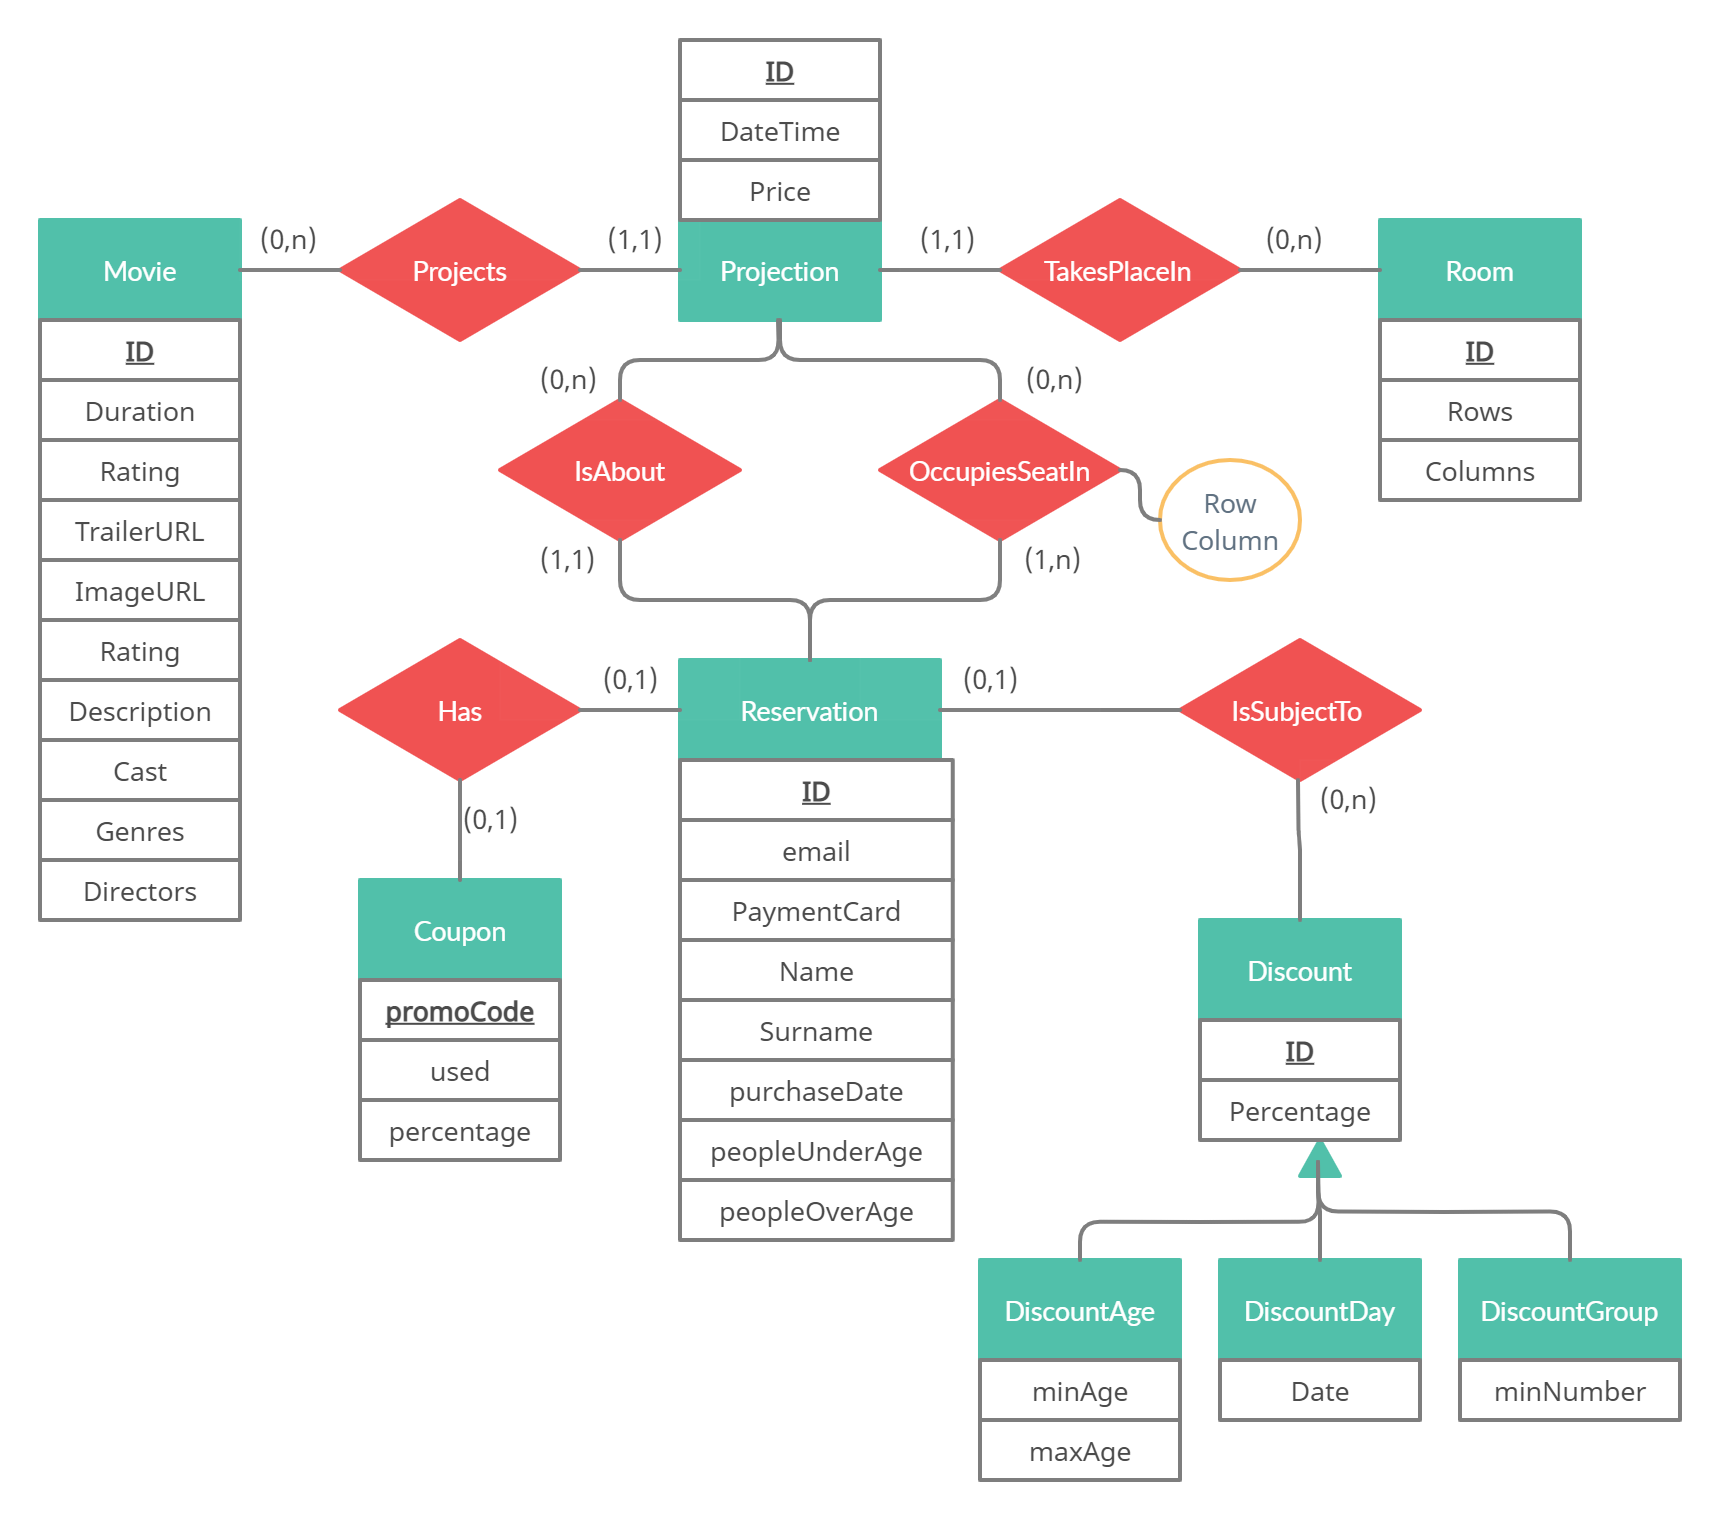 ID
DateTime
Price
Movie
(0,n)
Projects
(1,1)
Projection
(1,1)
TakesPlaceIn
(0,n)
Room
ID
Duration
Rating
TrailerURL
ImageURL
Rating
Description
Cast
Genres
Directors
ID
Rows
Columns
(0,n)
(0,n)
IsAbout
OccupiesSeatIn
Row
Column
(1,1)
(1,n)
Has
(0,1)
Reservation
(0,1)
IsSubjectTo
(0,1)
(0,n)
ID
email
PaymentCard
Name
Surname
purchaseDate
peopleUnderAge
peopleOverAge
Coupon
promoCode
used
percentage
Discount
ID
Percentage
DiscountAge
minAge
maxAge
DiscountDay
Date
DiscountGroup
minNumber